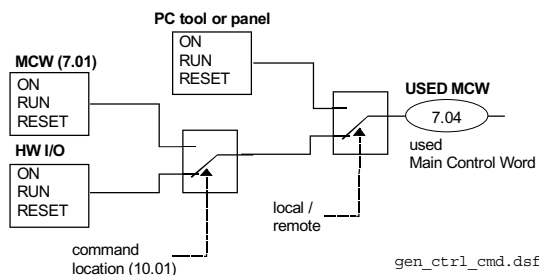 PC tool or panel
ON
RUN
RESET
MCW (7.01)
ON
RUN
RESET
HW I/O
ON
RUN
RESET
USED MCW
7.04
used
Main Control Word
local /
remote
command
location (10.01)
gen_ctrl_cmd.dsf